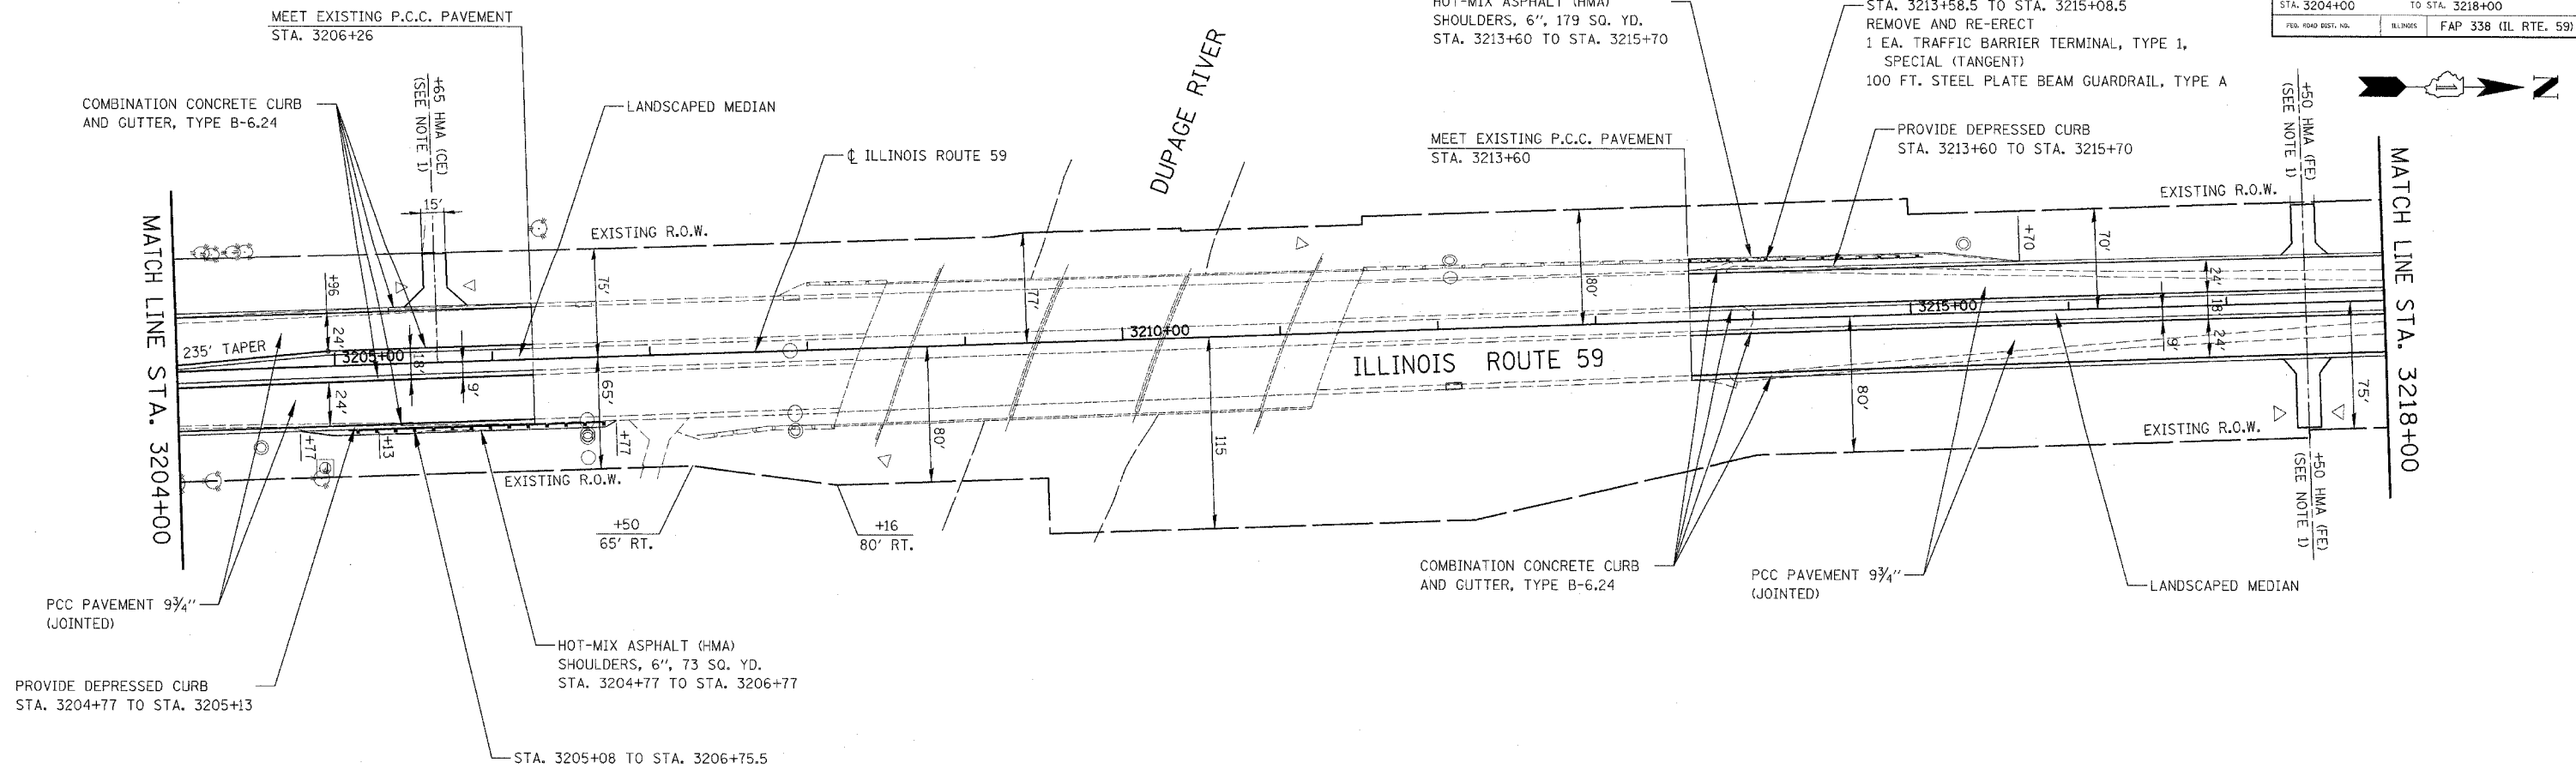 MEET EXISTING P.C.C. PAVEMENT
STA. 3206+26
COMBINATION CONCRETE CURB
AND GUTTER, TYPE B-6.24
+65 HMA (CE)
(SEE NOTE 1)
15'
LANDSCAPED MEDIAN
℄ ILLINOIS ROUTE 59
DUPAGE RIVER
HOT-MIX ASPHALT (HMA)
SHOULDERS, 6", 179 SQ. YD.
STA. 3213+60 TO STA. 3215+70
STA. 3213+58.5 TO STA. 3215+08.5
REMOVE AND RE-ERECT
1 EA. TRAFFIC BARRIER TERMINAL, TYPE 1,
SPECIAL (TANGENT)
100 FT. STEEL PLATE BEAM GUARDRAIL, TYPE A
STA. 3204+00 TO STA. 3218+00
FED. ROAD DIST. NO. ILLINOIS FAP 338 (IL RTE. 59)
N
MEET EXISTING P.C.C. PAVEMENT
STA. 3213+60
PROVIDE DEPRESSED CURB
STA. 3213+60 TO STA. 3215+70
+50 HMA (FE)
(SEE NOTE 1)
EXISTING R.O.W.
EXISTING R.O.W.
MATCH LINE STA. 3204+00
MATCH LINE STA. 3218+00
+96
24'
235' TAPER
3205+00
18'
9'
24'
75'
65'
77'
3210+00
80'
115
80'
+70
70'
3215+00
24'
18'
24'
9'
80'
75'
ILLINOIS ROUTE 59
+77
+13
+77
EXISTING R.O.W.
EXISTING R.O.W.
+50
65' RT.
+16
80' RT.
+50 HMA (FE)
(SEE NOTE 1)
PCC PAVEMENT 9¾"
(JOINTED)
HOT-MIX ASPHALT (HMA)
SHOULDERS, 6", 73 SQ. YD.
STA. 3204+77 TO STA. 3206+77
PROVIDE DEPRESSED CURB
STA. 3204+77 TO STA. 3205+13
STA. 3205+08 TO STA. 3206+75.5
COMBINATION CONCRETE CURB
AND GUTTER, TYPE B-6.24
PCC PAVEMENT 9¾"
(JOINTED)
LANDSCAPED MEDIAN